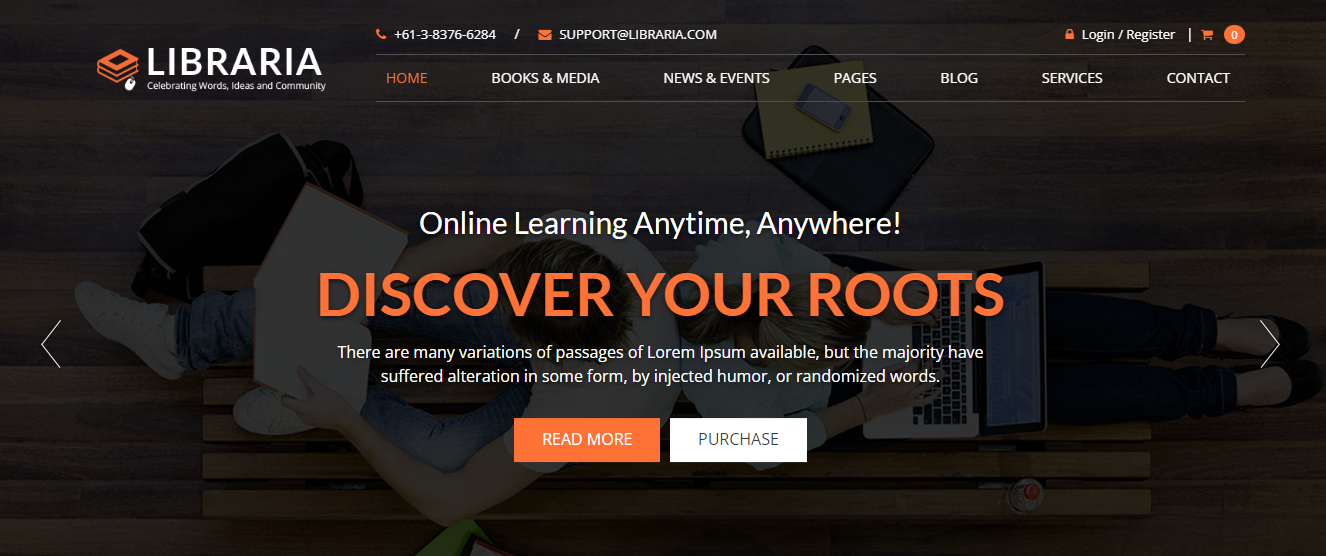 +61-3-8376-6284 / SUPPORT@LIBRARIA.COM
Login / Register | 0
LIBRARIA
Celebrating Words, Ideas and Community
HOME BOOKS & MEDIA NEWS & EVENTS PAGES BLOG SERVICES CONTACT
Online Learning Anytime, Anywhere!
DISCOVER YOUR ROOTS
There are many variations of passages of Lorem Ipsum available, but the majority have
suffered alteration in some form, by injected humor, or randomized words.
READ MORE PURCHASE